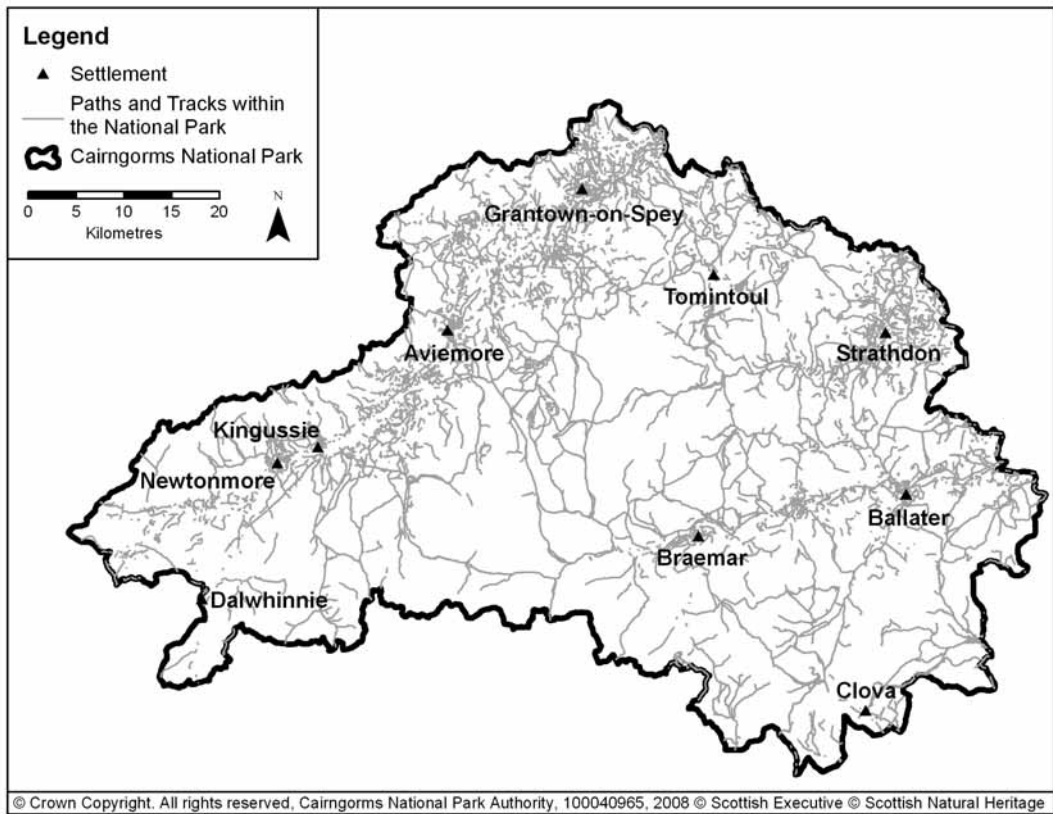 Legend
Settlement
Paths and Tracks within
the National Park
Cairngorms National Park
0 5 10 15 20
Kilometres
N
Grantown-on-Spey
Tomintoul
Aviemore
Strathdon
Kingussie
Newtonmore
Ballater
Braemar
Dalwhinnie
Clova
© Crown Copyright. All rights reserved, Cairngorms National Park Authority, 100040965, 2008 © Scottish Executive © Scottish Natural Heritage